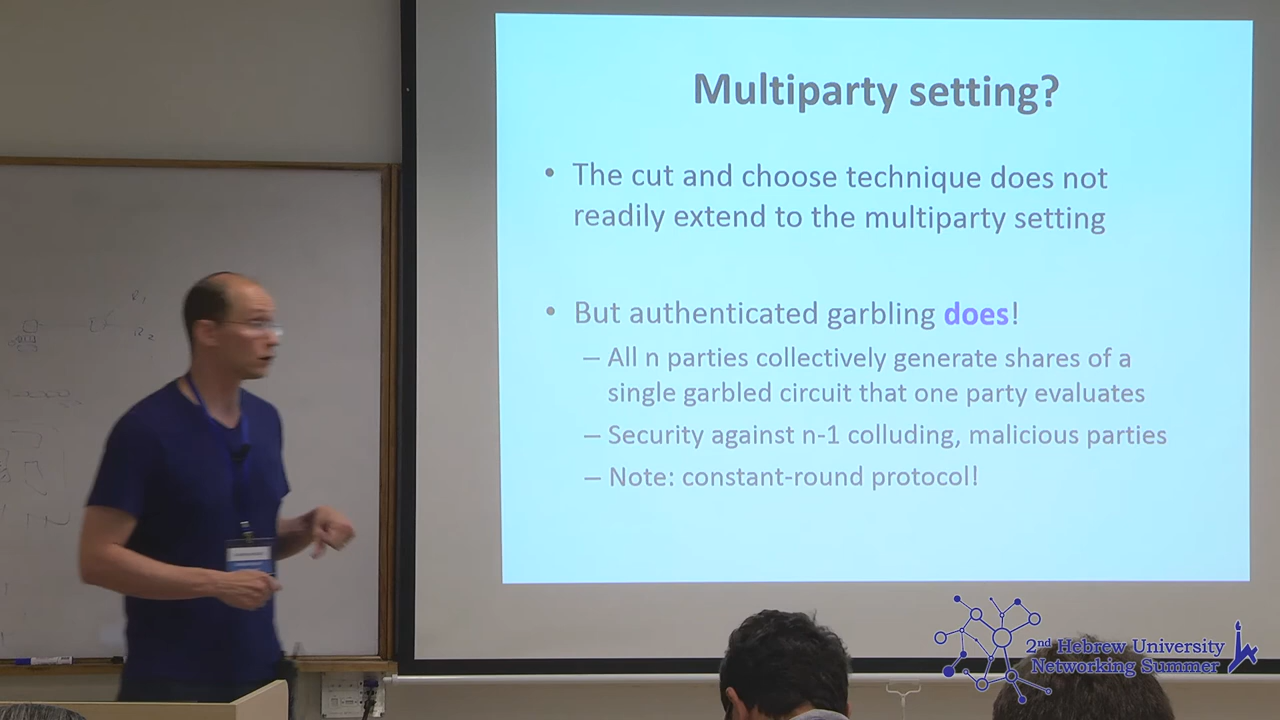 Multiparty setting?
• The cut and choose technique does not
readily extend to the multiparty setting
• But authenticated garbling does!
– All n parties collectively generate shares of a
single garbled circuit that one party evaluates
– Security against n-1 colluding, malicious parties
– Note: constant-round protocol!
2nd Hebrew University
Networking Summer